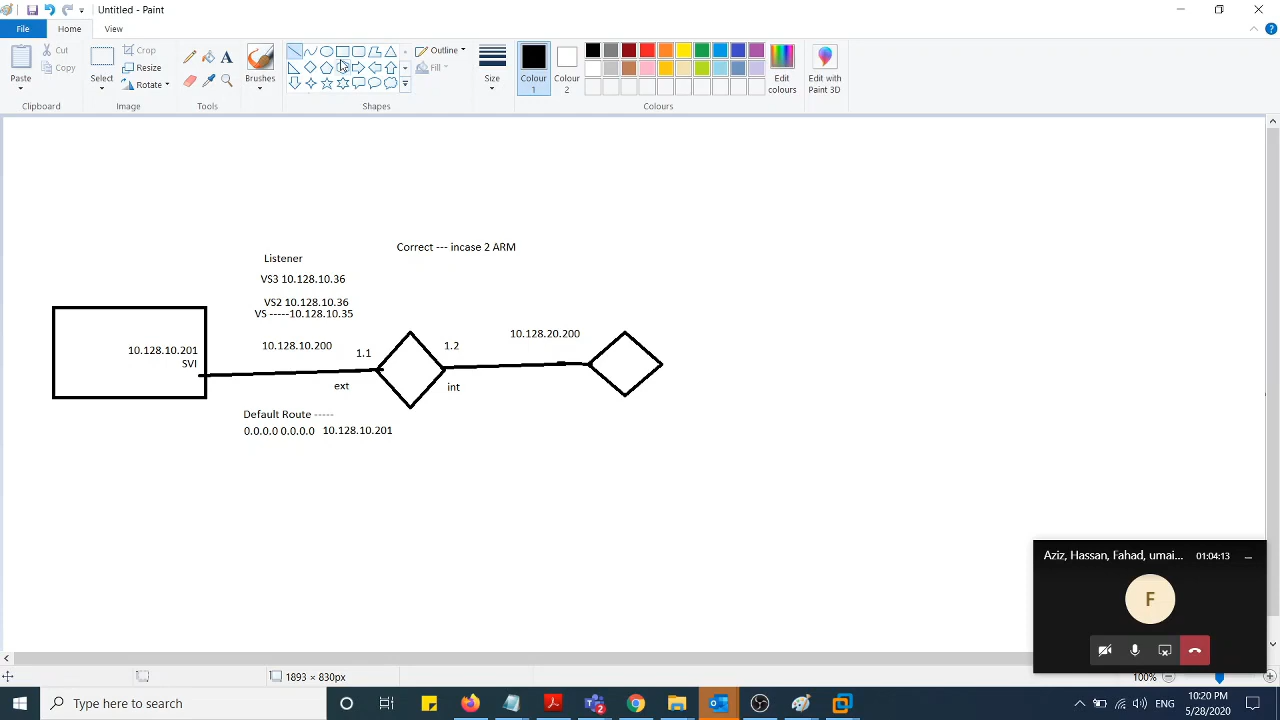 Untitled - Paint
File
Home
View
Paste
Cut
Copy
Clipboard
Select
Crop
Resize
Rotate
Image
Tools
Brushes
Outline
Fill
Shapes
Size
Colour 1
Colour 2
Edit colours
Edit with Paint 3D
Colours
Correct --- incase 2 ARM
Listener
VS3 10.128.10.36
VS2 10.128.10.36
VS -----10.128.10.35
10.128.10.201
SVI
10.128.10.200
1.1
1.2
10.128.20.200
ext
int
Default Route -----
0.0.0.0 0.0.0.0 10.128.10.201
Aziz, Hassan, Fahad, umai...
01:04:13
F
1893 × 830px
100%
Type here to search
ENG
10:20 PM
5/28/2020